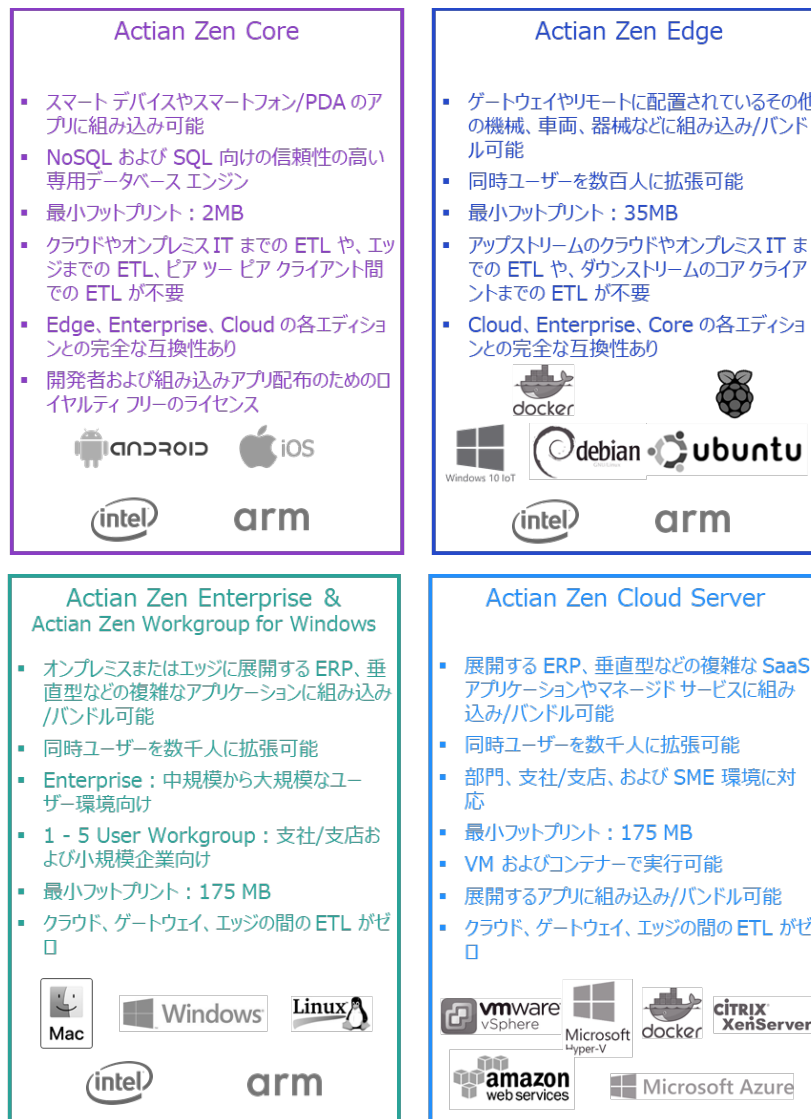 Actian Zen Core
スマート デバイスやスマートフォン/PDA のア
プリに組み込み可能
NoSQL および SQL 向けの信頼性の高い
専用データベース エンジン
最小フットプリント：2MB
クラウドやオンプレミス IT までの ETL や、エッ
ジまでの ETL、ピア ツー ピア クライアント間
での ETL が不要
Edge、Enterprise、Cloud の各エディショ
ンとの完全な互換性あり
開発者および組み込みアプリ配布のためのロ
イヤルティ フリーのライセンス
android
iOS
intel
arm
Actian Zen Edge
ゲートウェイやリモートに配置されているその他
の機械、車両、器械などに組み込み/バンド
ル可能
同時ユーザーを数百人に拡張可能
最小フットプリント：35MB
アップストリームのクラウドやオンプレミス IT ま
での ETL や、ダウンストリームのコア クライア
ントまでの ETL が不要
Cloud、Enterprise、Core の各エディショ
ンとの完全な互換性あり
docker
Windows 10 IoT
debian
ubuntu
intel
arm
Actian Zen Enterprise &
Actian Zen Workgroup for Windows
オンプレミスまたはエッジに展開する ERP、垂
直型などの複雑なアプリケーションに組み込み
/バンドル可能
同時ユーザーを数千人に拡張可能
Enterprise：中規模から大規模なユー
ザー環境向け
1 - 5 User Workgroup：支社/支店お
よび小規模企業向け
最小フットプリント：175 MB
クラウド、ゲートウェイ、エッジの間の ETL がゼ
ロ
Mac
Windows
Linux
intel
arm
Actian Zen Cloud Server
展開する ERP、垂直型などの複雑な SaaS
アプリケーションやマネージド サービスに組み
込み/バンドル可能
同時ユーザーを数千人に拡張可能
部門、支社/支店、および SME 環境に対
応
最小フットプリント：175 MB
VM およびコンテナーで実行可能
展開するアプリに組み込み/バンドル可能
クラウド、ゲートウェイ、エッジの間の ETL がゼ
ロ
vmware
vSphere
Microsoft
Hyper-V
docker
CITRIX
XenServer
amazon
web services
Microsoft Azure